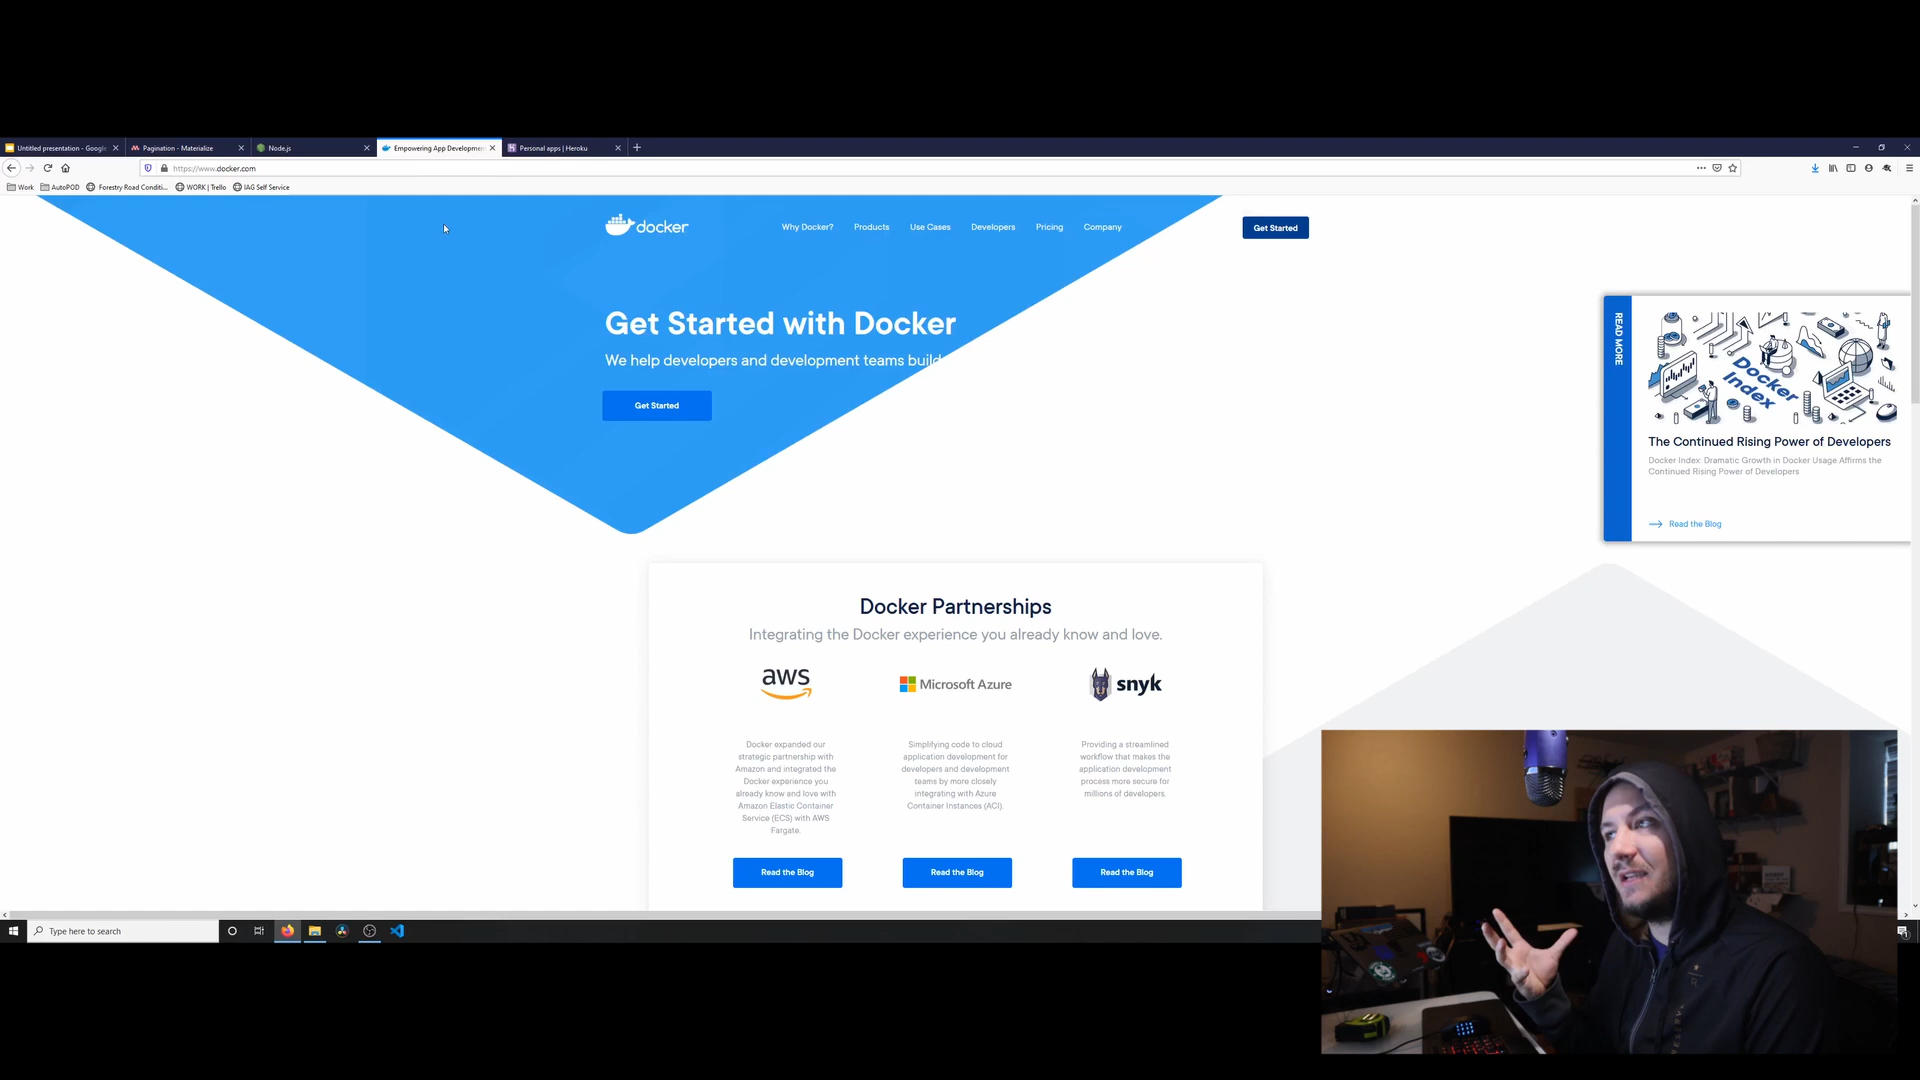 Untitled presentation - Google
Pagination - Materialize
Node.js
Empowering App Developmen
Personal apps | Heroku
https://www.docker.com
Work
AutoPOD
Forestry Road Conditi...
WORK | Trello
IAG Self Service
docker
Why Docker?
Products
Use Cases
Developers
Pricing
Company
Get Started
Get Started with Docker
We help developers and development teams build
Get Started
READ MORE
Docker Index
The Continued Rising Power of Developers
Docker Index: Dramatic Growth in Docker Usage Affirms the
Continued Rising Power of Developers
Read the Blog
Docker Partnerships
Integrating the Docker experience you already know and love.
aws
Microsoft Azure
snyk
Docker expanded our
strategic partnership with
Amazon and integrated the
Docker experience you
already know and love with
Amazon Elastic Container
Service (ECS) with AWS
Fargate.
Simplifying code to cloud
application development for
developers and development
teams by more closely
integrating with Azure
Container Instances (ACI).
Providing a streamlined
workflow that makes the
application development
process more secure for
millions of developers.
Read the Blog
Read the Blog
Read the Blog
Type here to search